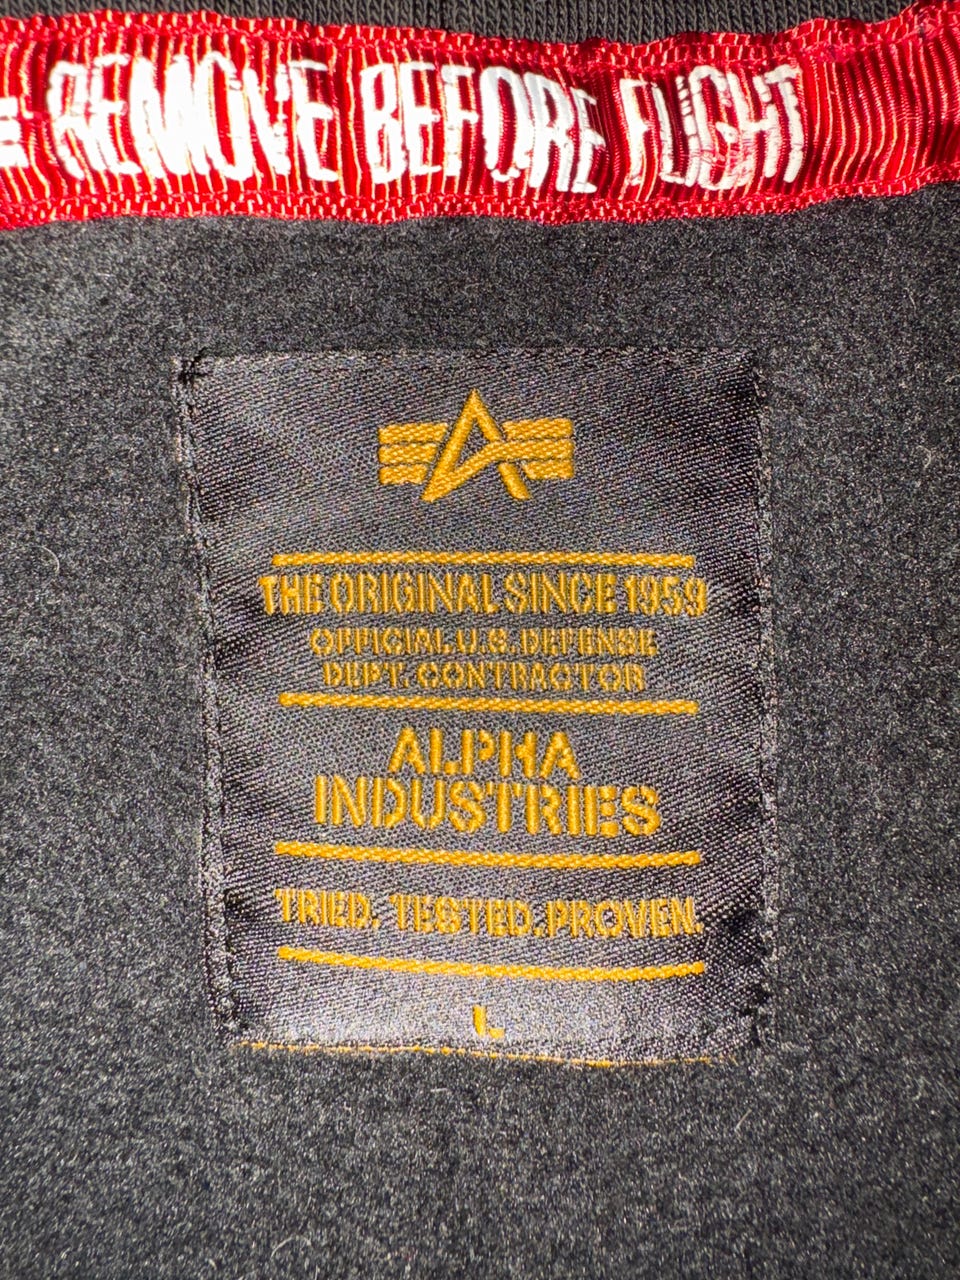 REMOVE BEFORE FLIGHT
THE ORIGINAL SINCE 1959
OFFICIAL U.S. DEFENSE
DEPT. CONTRACTOR
ALPHA
INDUSTRIES
TRIED. TESTED. PROVEN.
L